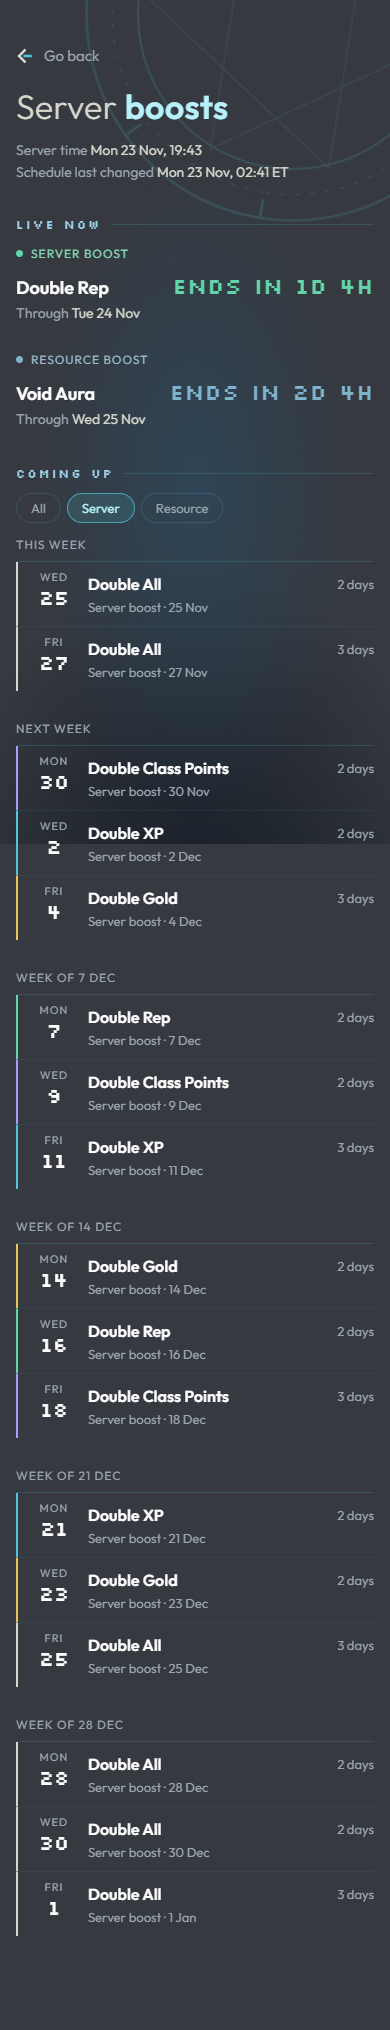 Go back
Server boosts
Server time Mon 23 Nov, 19:43
Schedule last changed Mon 23 Nov, 02:41 ET
LIVE NOW
SERVER BOOST
Double Rep ENDS IN 1D 4H
Through Tue 24 Nov
RESOURCE BOOST
Void Aura ENDS IN 2D 4H
Through Wed 25 Nov
COMING UP
All Server Resource
THIS WEEK
WED 25 Double All 2 days
Server boost · 25 Nov
FRI 27 Double All 3 days
Server boost · 27 Nov
NEXT WEEK
MON 30 Double Class Points 2 days
Server boost · 30 Nov
WED 2 Double XP 2 days
Server boost · 2 Dec
FRI 4 Double Gold 3 days
Server boost · 4 Dec
WEEK OF 7 DEC
MON 7 Double Rep 2 days
Server boost · 7 Dec
WED 9 Double Class Points 2 days
Server boost · 9 Dec
FRI 11 Double XP 3 days
Server boost · 11 Dec
WEEK OF 14 DEC
MON 14 Double Gold 2 days
Server boost · 14 Dec
WED 16 Double Rep 2 days
Server boost · 16 Dec
FRI 18 Double Class Points 3 days
Server boost · 18 Dec
WEEK OF 21 DEC
MON 21 Double XP 2 days
Server boost · 21 Dec
WED 23 Double Gold 2 days
Server boost · 23 Dec
FRI 25 Double All 3 days
Server boost · 25 Dec
WEEK OF 28 DEC
MON 28 Double All 2 days
Server boost · 28 Dec
WED 30 Double All 2 days
Server boost · 30 Dec
FRI 1 Double All 3 days
Server boost · 1 Jan